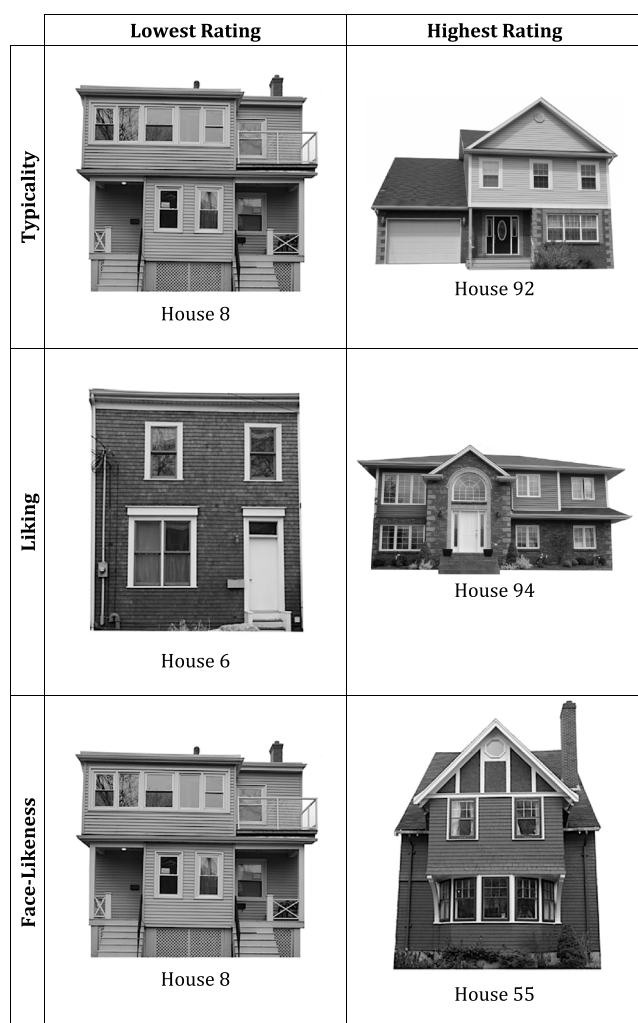 Lowest Rating
Highest Rating
Typicality
House 8
House 92
Liking
House 6
House 94
Face-Likeness
House 8
House 55